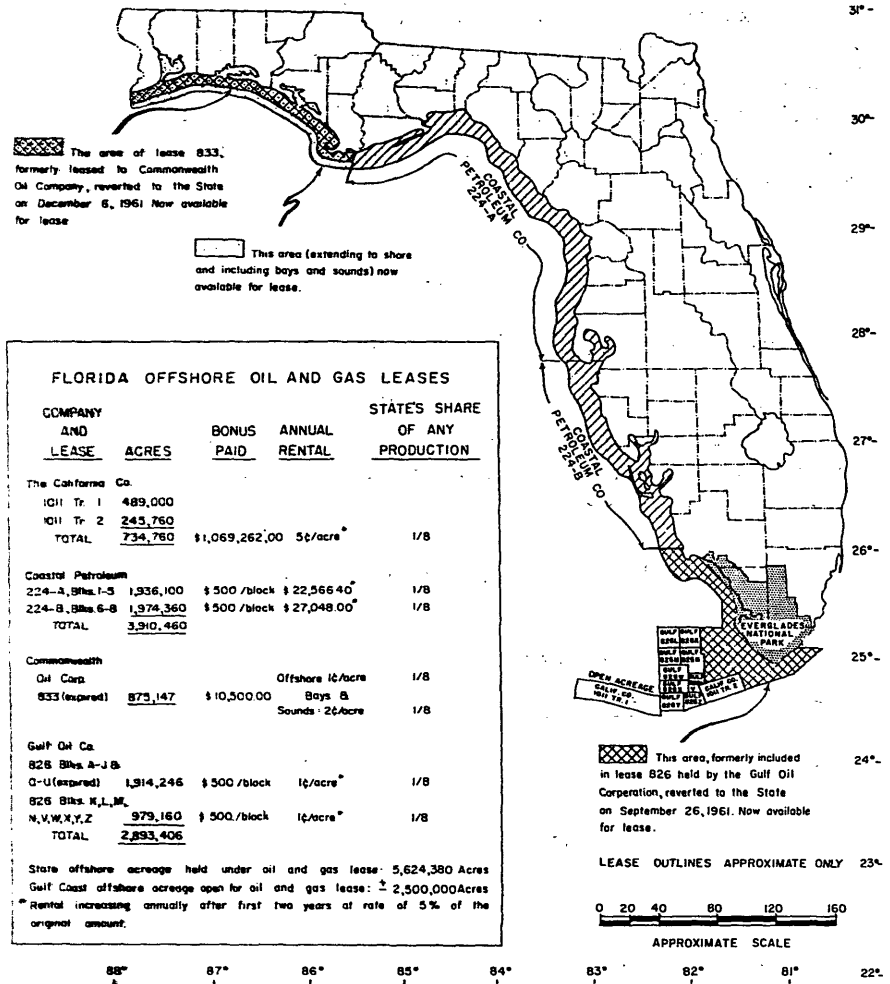 31°
30°
29°
28°
27°
26°
25°
24°
23°
22°
The area of lease 833,
formerly leased to Commonwealth
Oil Company, reverted to the State
on December 6, 1961 Now available
for lease
This area (extending to shore
and including bays and sounds) now
available for lease.
COASTAL
PETROLEUM CO.
224-A
COASTAL
PETROLEUM CO.
224-B
FLORIDA OFFSHORE OIL AND GAS LEASES
COMPANY AND LEASE ACRES BONUS PAID ANNUAL RENTAL STATE'S SHARE OF ANY PRODUCTION
The California Co.
1011 Tr. 1 489,000
1011 Tr 2 245,760
TOTAL 734,760 $1,069,262.00 5¢/acre* 1/8
Coastal Petroleum
224-A, Blks. 1-5 1,936,100 $500/block $22,566 40* 1/8
224-B, Blks. 6-8 1,974,360 $500/block $27,048.00* 1/8
TOTAL 3,910,460
Commonwealth
Oil Corp. Offshore 1¢/acre 1/8
833 (expired) 875,147 $10,500.00 Bays &
Sounds: 2¢/acre 1/8
Gulf Oil Co.
826 Blks. A-J &
Q-U (expired) 1,914,246 $500/block 1¢/acre* 1/8
826 Blks. K, L, M,
N, V, W, X, Y, Z 979,160 $500/block 1¢/acre* 1/8
TOTAL 2,893,406
State offshore acreage held under oil and gas lease: 5,624,380 Acres
Gulf Coast offshore acreage open for oil and gas lease: ± 2,500,000 Acres
*Rental increasing annually after first two years at rate of 5% of the
original amount.
EVERGLADES
NATIONAL
PARK
OPEN ACREAGE
CALIF. CO.
1011 TR. 1
CALIF. CO.
1011 TR. 2
GULF
GULF
This area, formerly included
in lease 826 held by the Gulf Oil
Corperation, reverted to the State
on September 26, 1961. Now available
for lease.
LEASE OUTLINES APPROXIMATE ONLY
0 20 40 60 80 120 160
APPROXIMATE SCALE
88° 87° 86° 85° 84° 83° 82° 81°